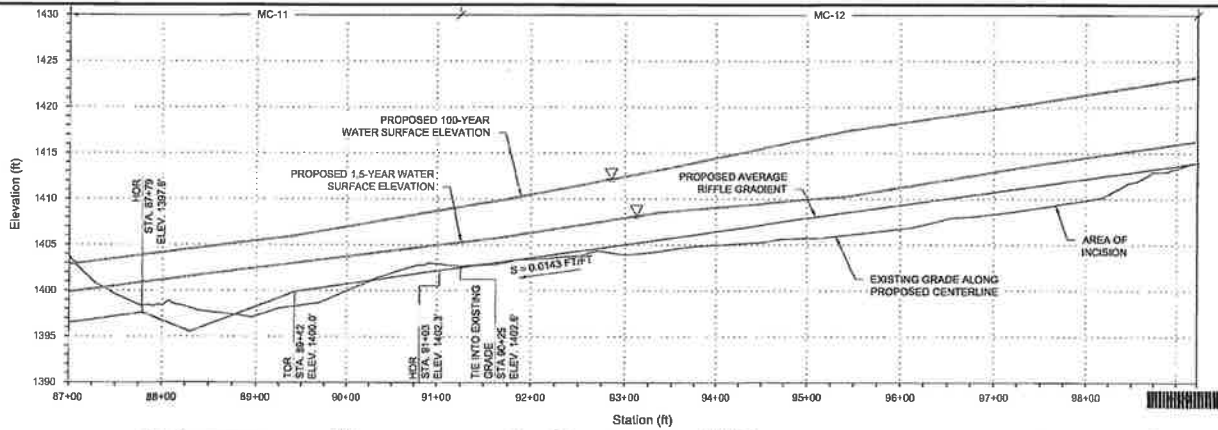 MC-11
MC-12
1430
1425
1420
1415
1410
1405
1400
1395
1390
Elevation (ft)
PROPOSED 100-YEAR
WATER SURFACE ELEVATION
PROPOSED 1.5-YEAR WATER
SURFACE ELEVATION
PROPOSED AVERAGE
RIFFLE GRADIENT
AREA OF
INCISION
EXISTING GRADE ALONG
PROPOSED CENTERLINE
S = 0.0143 FT/FT
HDR
STA. 87+79
ELEV. 1397.6'
TOR
STA. 89+42
ELEV. 1400.0'
HDR
STA. 91+03
ELEV. 1402.3'
TIE INTO EXISTING
GRADE
STA 90+25
ELEV. 1402.6'
87+00
88+00
89+00
90+00
91+00
92+00
93+00
94+00
95+00
96+00
97+00
98+00
Station (ft)